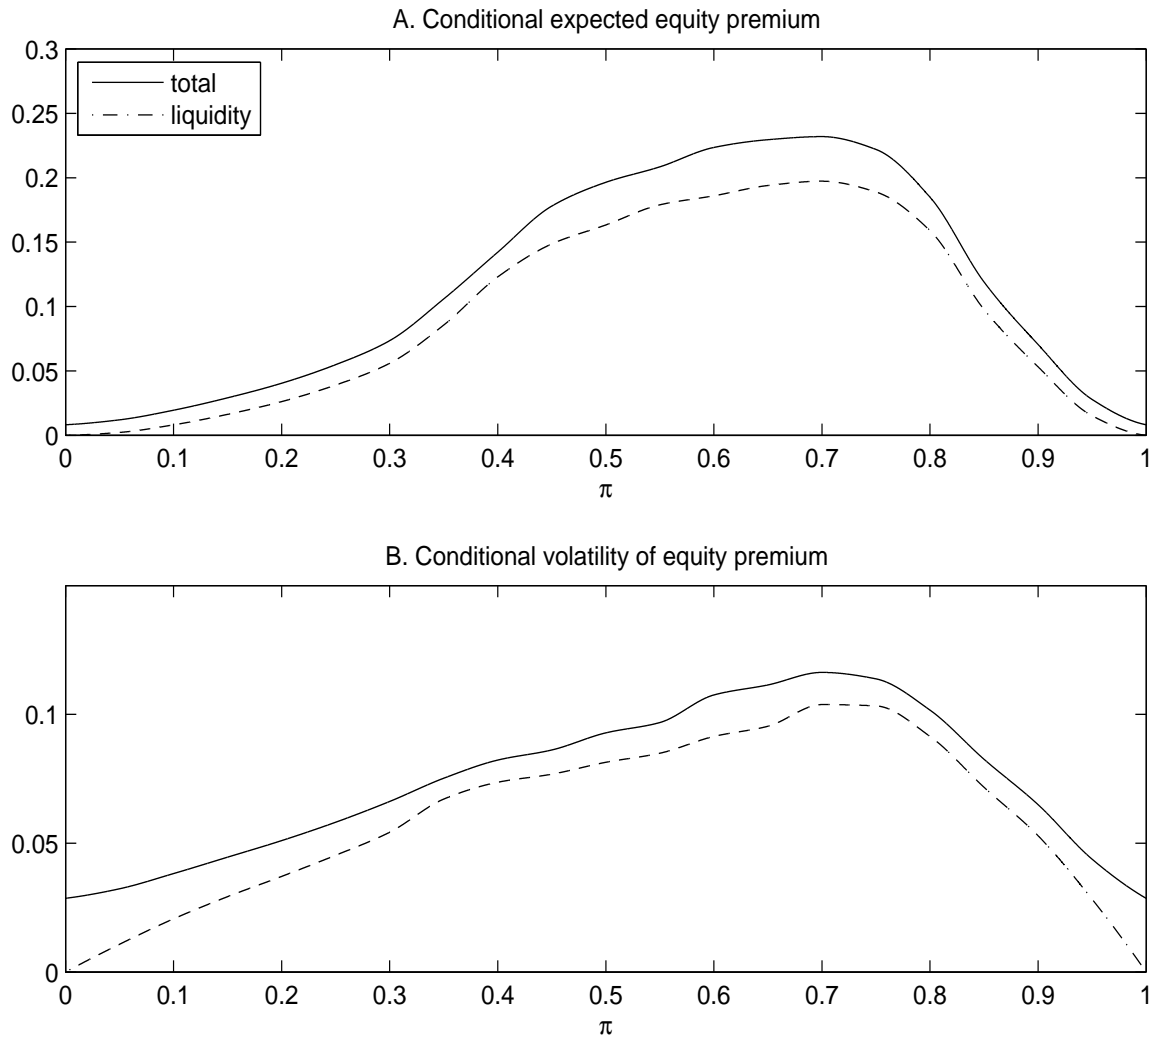 A. Conditional expected equity premium
0.3
0.25
0.2
0.15
0.1
0.05
0
total
liquidity
0 0.1 0.2 0.3 0.4 0.5 0.6 0.7 0.8 0.9 1
π
B. Conditional volatility of equity premium
0.1
0.05
0
0 0.1 0.2 0.3 0.4 0.5 0.6 0.7 0.8 0.9 1
π